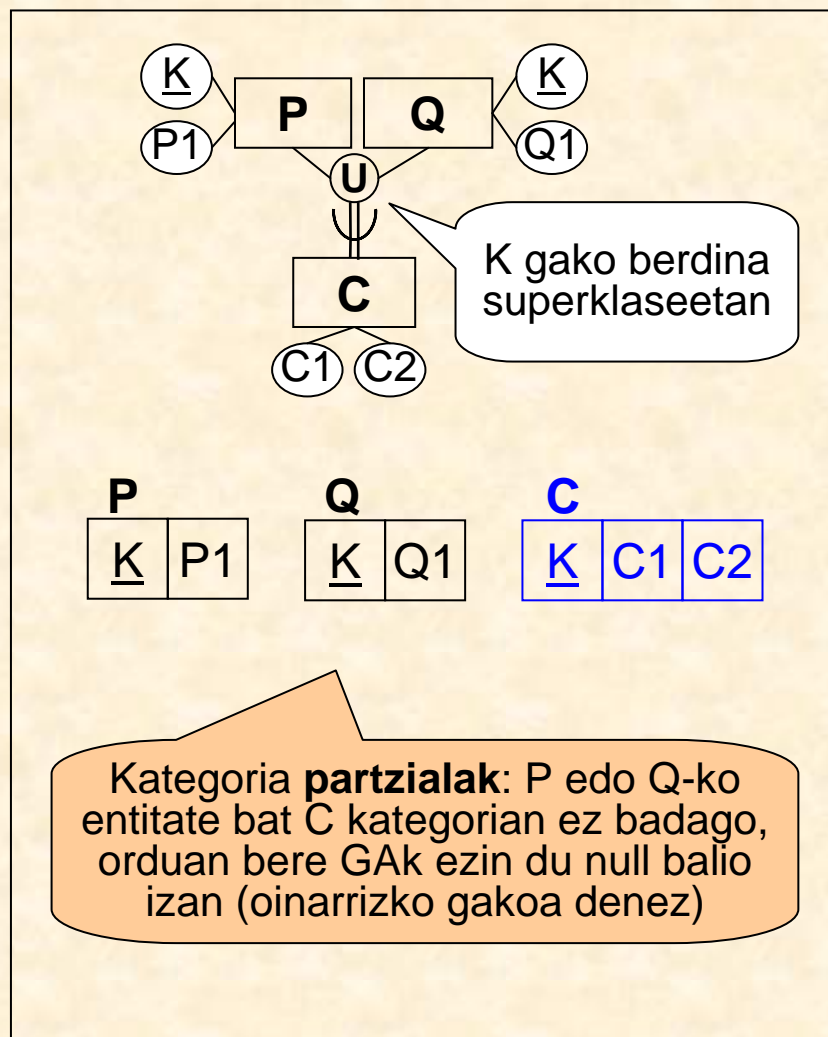 K
K
P
Q
P1
Q1
U
K gako berdina
superklaseetan
C
C1
C2
P
Q
C
K P1
K Q1
K C1 C2
Kategoria partzialak: P edo Q-ko
entitate bat C kategorian ez badago,
orduan bere GAk ezin du null balio
izan (oinarrizko gakoa denez)